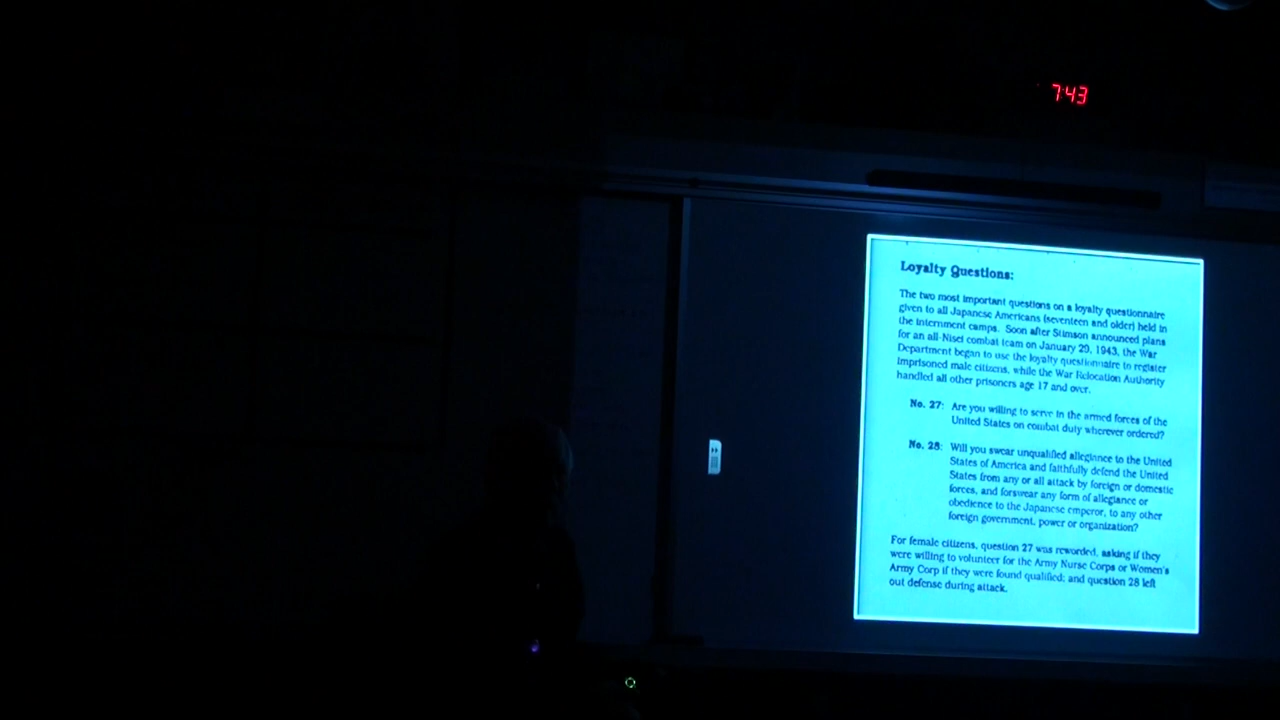 7:43
Loyalty Questions:
The two most important questions on a loyalty questionnaire
given to all Japanese Americans (seventeen and older) held in
the internment camps. Soon after Stimson announced plans
for an all-Nisei combat team on January 29, 1943, the War
Department began to use the loyalty questionnaire to register
imprisoned male citizens, while the War Relocation Authority
handled all other prisoners age 17 and over.
No. 27: Are you willing to serve in the armed forces of the
United States on combat duty wherever ordered?
No. 28: Will you swear unqualified allegiance to the United
States of America and faithfully defend the United
States from any or all attack by foreign or domestic
forces, and forswear any form of allegiance or
obedience to the Japanese emperor, to any other
foreign government, power or organization?
For female citizens, question 27 was reworded, asking if they
were willing to volunteer for the Army Nurse Corps or Women's
Army Corp if they were found qualified; and question 28 left
out defense during attack.